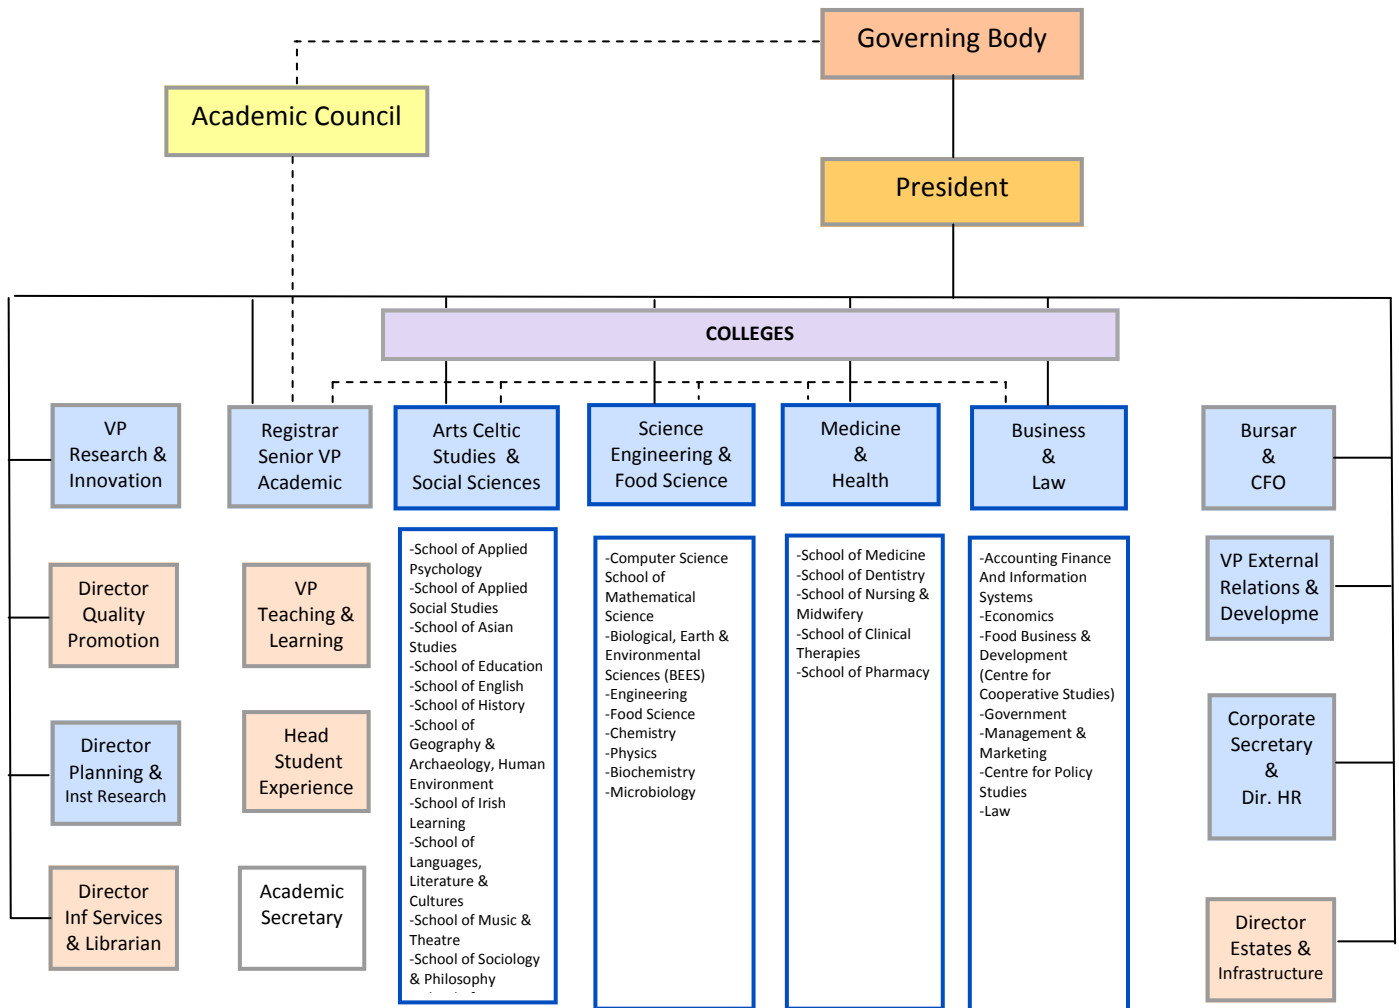 Governing Body
Academic Council
President
COLLEGES
VP
Research &
Innovation
Registrar
Senior VP
Academic
Arts Celtic
Studies &
Social Sciences
Science
Engineering &
Food Science
Medicine
&
Health
Business
&
Law
Bursar
&
CFO
Director
Quality
Promotion
Director
Planning &
Inst Research
Director
Inf Services
& Librarian
VP
Teaching &
Learning
Head
Student
Experience
Academic
Secretary
-School of Applied
Psychology
-School of Applied
Social Studies
-School of Asian
Studies
-School of Education
-School of English
-School of History
-School of
Geography &
Archaeology, Human
Environment
-School of Irish
Learning
-School of
Languages,
Literature &
Cultures
-School of Music &
Theatre
-School of Sociology
& Philosophy
-Computer Science
School of
Mathematical
Science
-Biological, Earth &
Environmental
Sciences (BEES)
-Engineering
-Food Science
-Chemistry
-Physics
-Biochemistry
-Microbiology
-School of Medicine
-School of Dentistry
-School of Nursing &
Midwifery
-School of Clinical
Therapies
-School of Pharmacy
-Accounting Finance
And Information
Systems
-Economics
-Food Business &
Development
(Centre for
Cooperative Studies)
-Government
-Management &
Marketing
-Centre for Policy
Studies
-Law
VP External
Relations &
Developme
Corporate
Secretary
&
Dir. HR
Director
Estates &
Infrastructure